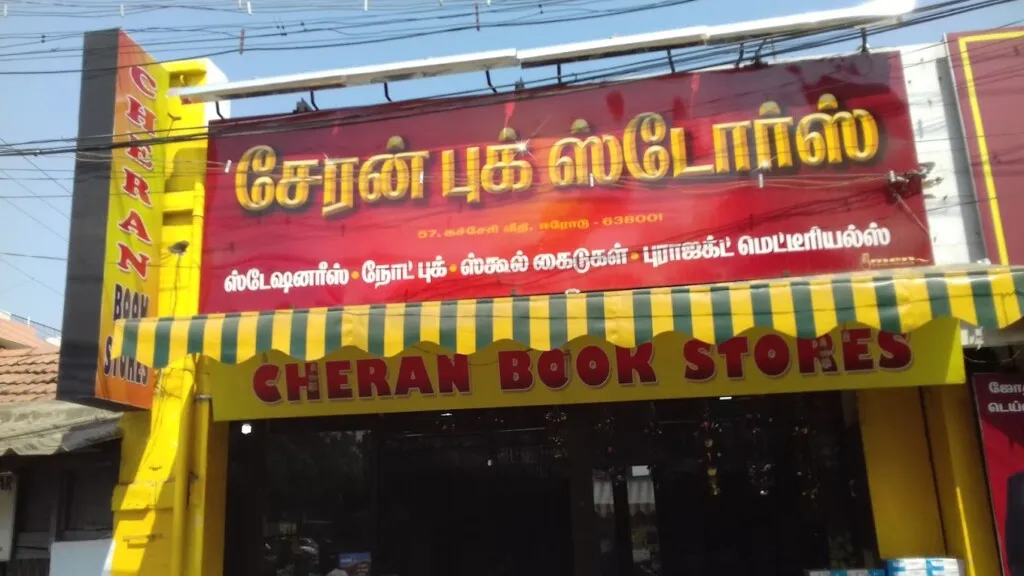 CHERAN
BOOK
STORES
சேரன் புக் ஸ்டோர்ஸ்
57, கச்சேரி வீதி, ஈரோடு - 638001
ஸ்டேஷனரீஸ் • நோட் புக் • ஸ்கூல் கைடுகள் • புராஜக்ட் மெட்டீரியல்ஸ்
CHERAN BOOK STORES